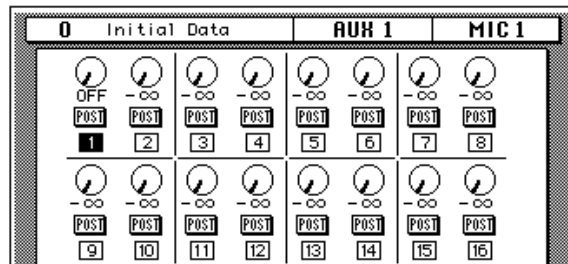 0 Initial Data AUX 1 MIC 1
OFF -∞ -∞ -∞ -∞ -∞ -∞ -∞
POST POST POST POST POST POST POST POST
1 2 3 4 5 6 7 8
-∞ -∞ -∞ -∞ -∞ -∞ -∞ -∞
POST POST POST POST POST POST POST POST
9 10 11 12 13 14 15 16